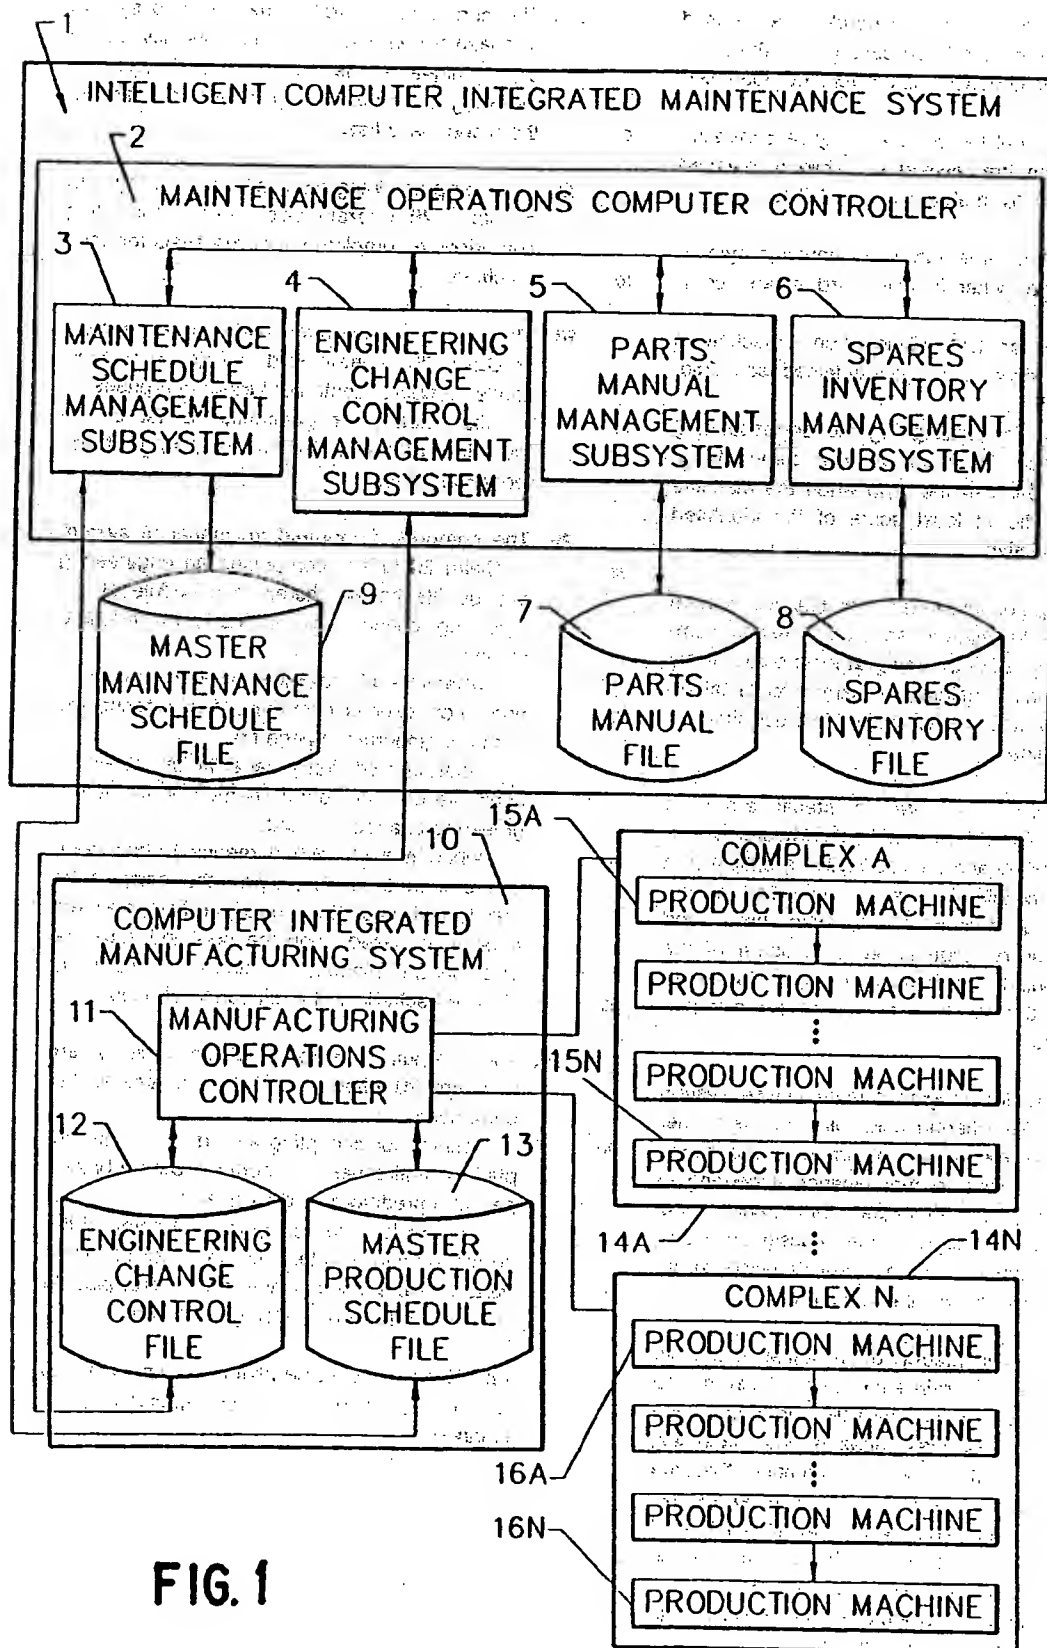 1
INTELLIGENT COMPUTER INTEGRATED MAINTENANCE SYSTEM
2
MAINTENANCE OPERATIONS COMPUTER CONTROLLER
3
MAINTENANCE
SCHEDULE
MANAGEMENT
SUBSYSTEM
4
ENGINEERING
CHANGE
CONTROL
MANAGEMENT
SUBSYSTEM
5
PARTS
MANUAL
MANAGEMENT
SUBSYSTEM
6
SPARES
INVENTORY
MANAGEMENT
SUBSYSTEM
9
MASTER
MAINTENANCE
SCHEDULE
FILE
7
PARTS
MANUAL
FILE
8
SPARES
INVENTORY
FILE
10
COMPUTER INTEGRATED
MANUFACTURING SYSTEM
11
MANUFACTURING
OPERATIONS
CONTROLLER
12
ENGINEERING
CHANGE
CONTROL
FILE
13
MASTER
PRODUCTION
SCHEDULE
FILE
15A
COMPLEX A
PRODUCTION MACHINE
PRODUCTION MACHINE
15N
PRODUCTION MACHINE
PRODUCTION MACHINE
14A
14N
COMPLEX N
PRODUCTION MACHINE
PRODUCTION MACHINE
16A
PRODUCTION MACHINE
16N
PRODUCTION MACHINE
FIG. 1